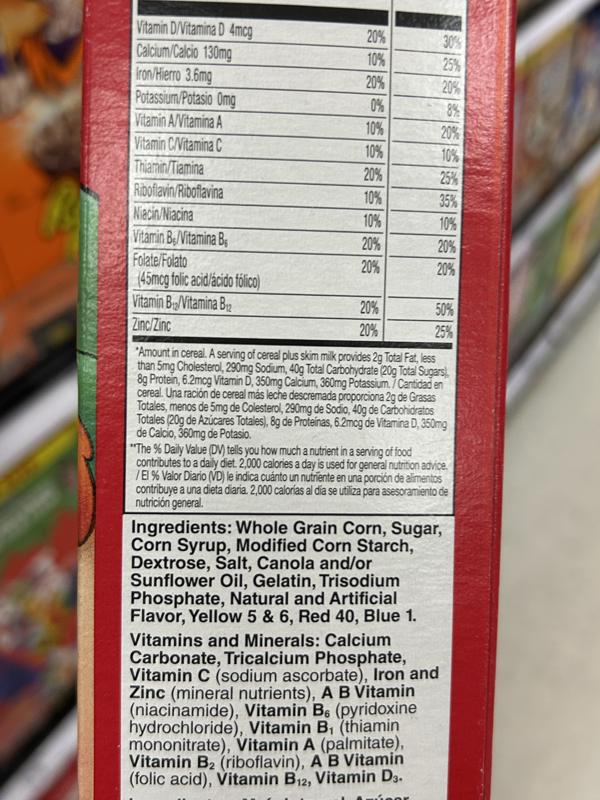 Vitamin D/Vitamina D 4mcg 20% 30%
Calcium/Calcio 130mg 10% 25%
Iron/Hierro 3.6mg 20% 20%
Potassium/Potasio 0mg 0% 8%
Vitamin A/Vitamina A 10% 20%
Vitamin C/Vitamina C 10% 10%
Thiamin/Tiamina 20% 25%
Riboflavin/Riboflavina 10% 35%
Niacin/Niacina 10% 10%
Vitamin B₆/Vitamina B₆ 20% 20%
Folate/Folato 20% 20%
(45mcg folic acid/ácido fólico)
Vitamin B₁₂/Vitamina B₁₂ 20% 50%
Zinc/Zinc 20% 25%
*Amount in cereal. A serving of cereal plus skim milk provides 2g Total Fat, less
than 5mg Cholesterol, 290mg Sodium, 40g Total Carbohydrate (20g Total Sugars),
8g Protein, 6.2mcg Vitamin D, 350mg Calcium, 360mg Potassium. / Cantidad en
cereal. Una ración de cereal más leche descremada proporciona 2g de Grasas
Totales, menos de 5mg de Colesterol, 290mg de Sodio, 40g de Carbohidratos
Totales (20g de Azúcares Totales), 8g de Proteínas, 6.2mcg de Vitamina D, 350mg
de Calcio, 360mg de Potasio.
**The % Daily Value (DV) tells you how much a nutrient in a serving of food
contributes to a daily diet. 2,000 calories a day is used for general nutrition advice.
/ El % Valor Diario (VD) le indica cuánto un nutriente en una porción de alimentos
contribuye a una dieta diaria. 2,000 calorías al día se utiliza para asesoramiento de
nutrición general.
Ingredients: Whole Grain Corn, Sugar,
Corn Syrup, Modified Corn Starch,
Dextrose, Salt, Canola and/or
Sunflower Oil, Gelatin, Trisodium
Phosphate, Natural and Artificial
Flavor, Yellow 5 & 6, Red 40, Blue 1.
Vitamins and Minerals: Calcium
Carbonate, Tricalcium Phosphate,
Vitamin C (sodium ascorbate), Iron and
Zinc (mineral nutrients), A B Vitamin
(niacinamide), Vitamin B₆ (pyridoxine
hydrochloride), Vitamin B₁ (thiamin
mononitrate), Vitamin A (palmitate),
Vitamin B₂ (riboflavin), A B Vitamin
(folic acid), Vitamin B₁₂, Vitamin D₃.